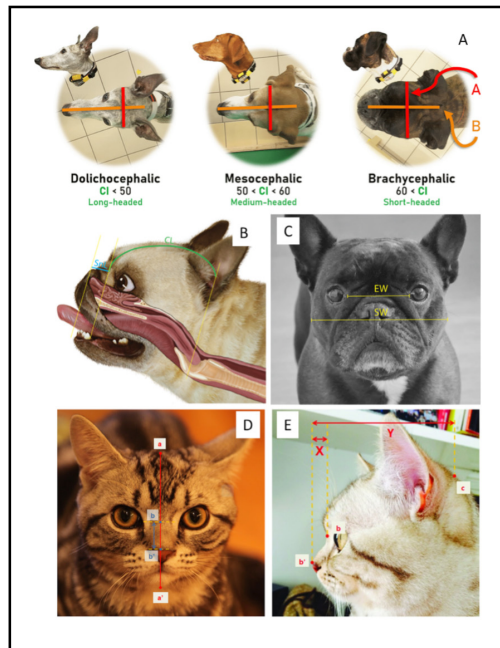 A
A
B
Dolichocephalic
CI < 50
Long-headed
Mesocephalic
50 < CI < 60
Medium-headed
Brachycephalic
60 < CI
Short-headed
B
CI
C
EW
SW
D
a
b
b'
a'
E
Y
X
c
b
b'